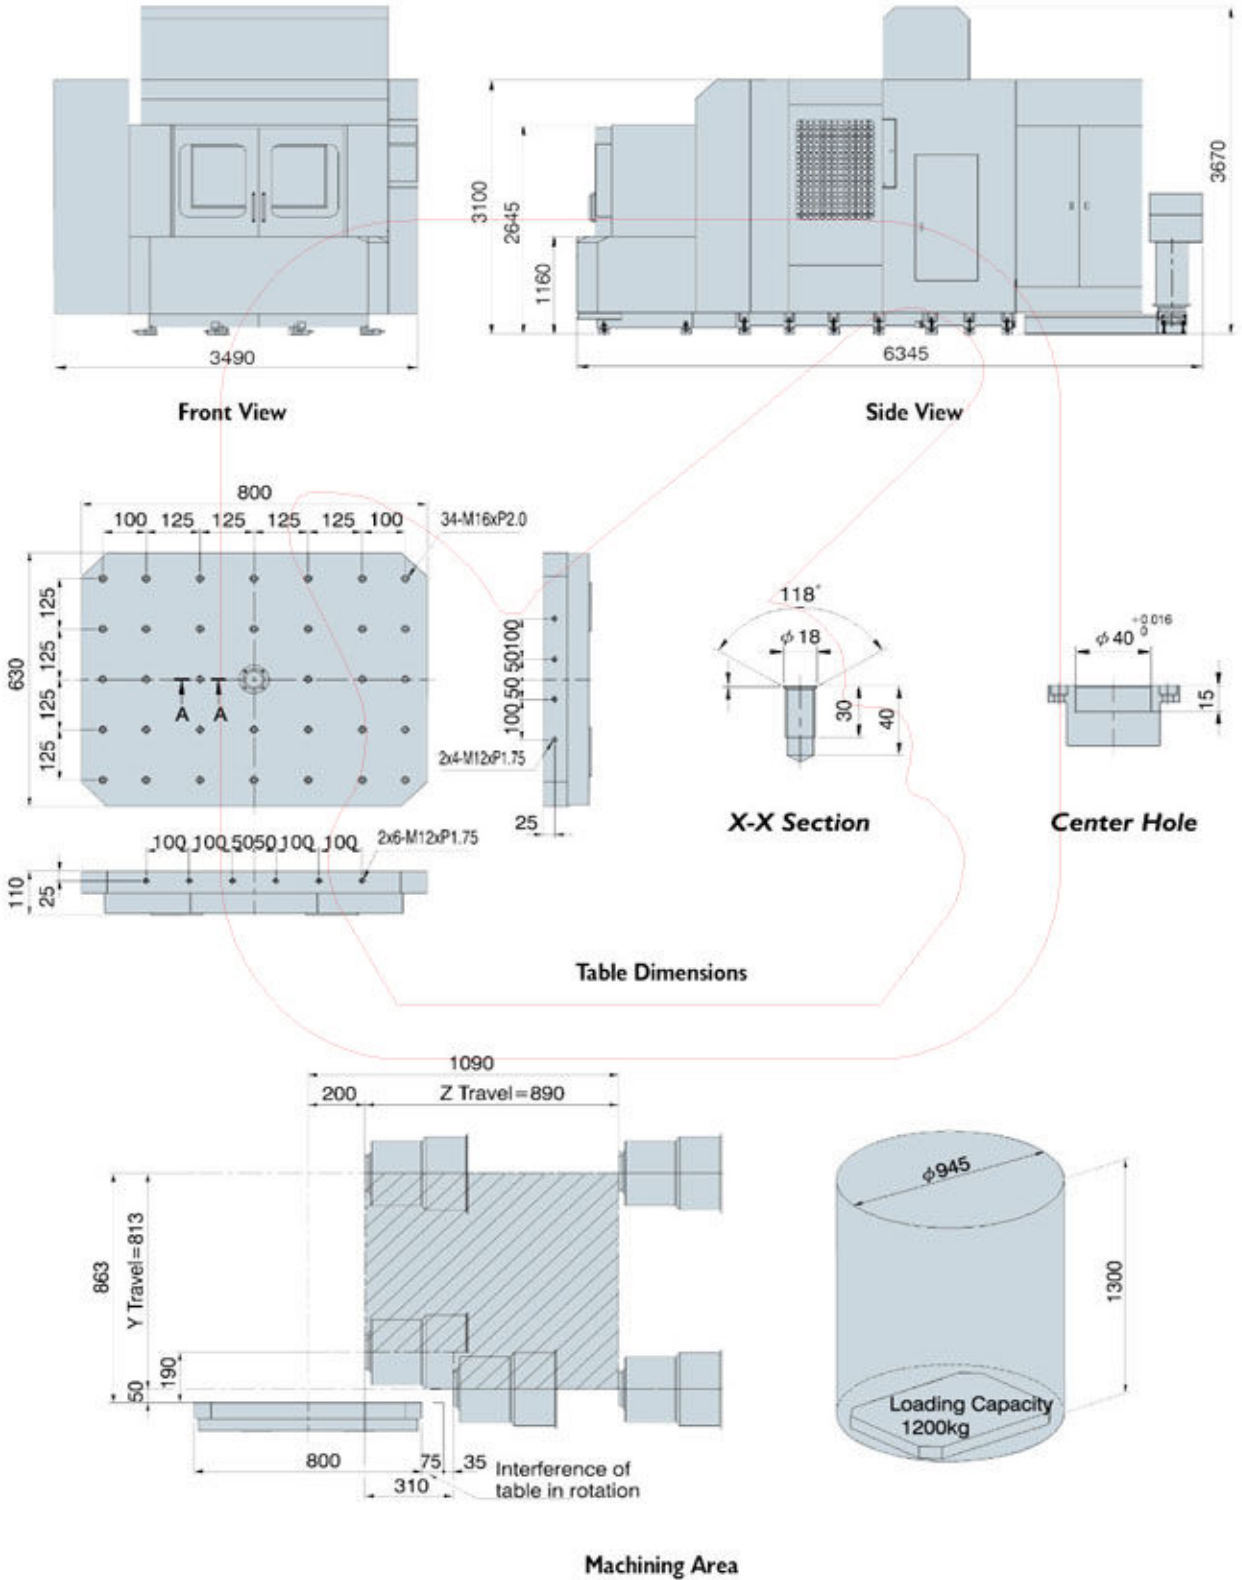 3100
2645
1160
3670
3490
6345
Front View
Side View
800
100 125 125 125 125 100
34-M16xP2.0
630
125
125
125
125
A A
100
50
50
100
2x4-M12xP1.75
25
118°
φ 18
30
40
X-X Section
φ 40 +0.016
0
15
Center Hole
100 100 50 50 100 100
2x6-M12xP1.75
110
25
Table Dimensions
1090
200
Z Travel=890
863
Y Travel=813
190
50
800
75
35
310
Interference of
table in rotation
φ945
1300
Loading Capacity
1200kg
Machining Area